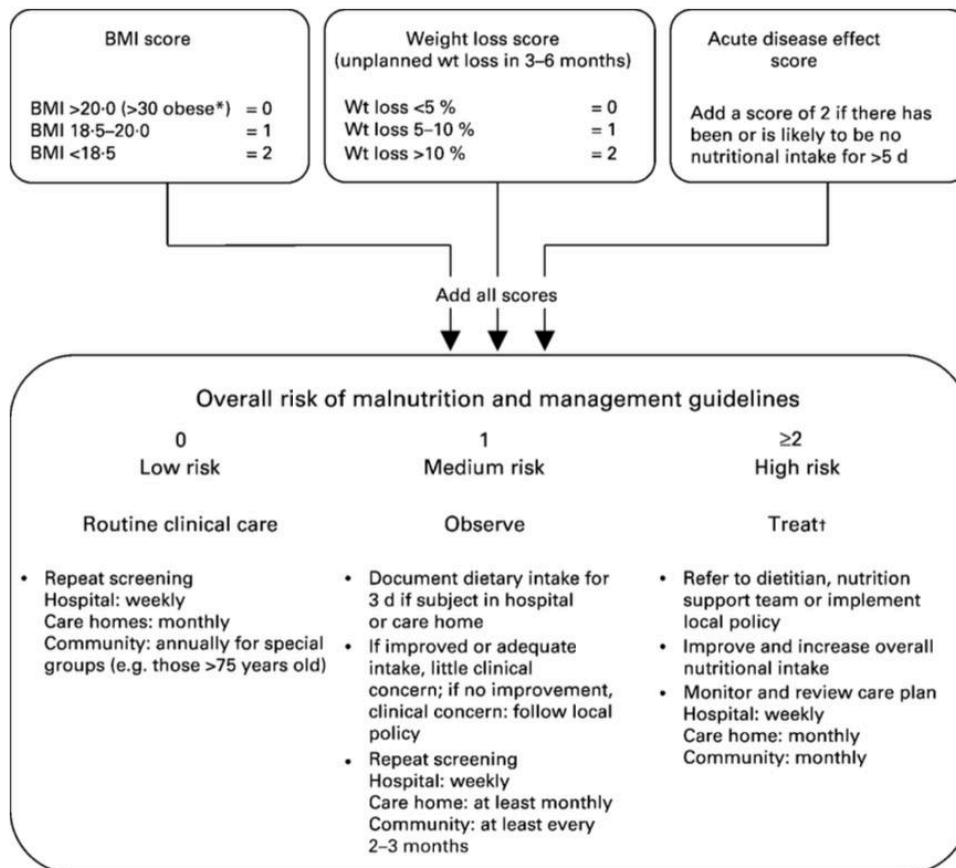 BMI score
BMI >20·0 (>30 obese*) = 0
BMI 18·5–20·0 = 1
BMI <18·5 = 2
Weight loss score
(unplanned wt loss in 3–6 months)
Wt loss <5 % = 0
Wt loss 5–10 % = 1
Wt loss >10 % = 2
Acute disease effect
score
Add a score of 2 if there has
been or is likely to be no
nutritional intake for >5 d
Add all scores
Overall risk of malnutrition and management guidelines
0
Low risk
Routine clinical care
• Repeat screening
Hospital: weekly
Care homes: monthly
Community: annually for special
groups (e.g. those >75 years old)
1
Medium risk
Observe
• Document dietary intake for
3 d if subject in hospital
or care home
• If improved or adequate
intake, little clinical
concern; if no improvement,
clinical concern: follow local
policy
• Repeat screening
Hospital: weekly
Care home: at least monthly
Community: at least every
2–3 months
≥2
High risk
Treat†
• Refer to dietitian, nutrition
support team or implement
local policy
• Improve and increase overall
nutritional intake
• Monitor and review care plan
Hospital: weekly
Care home: monthly
Community: monthly